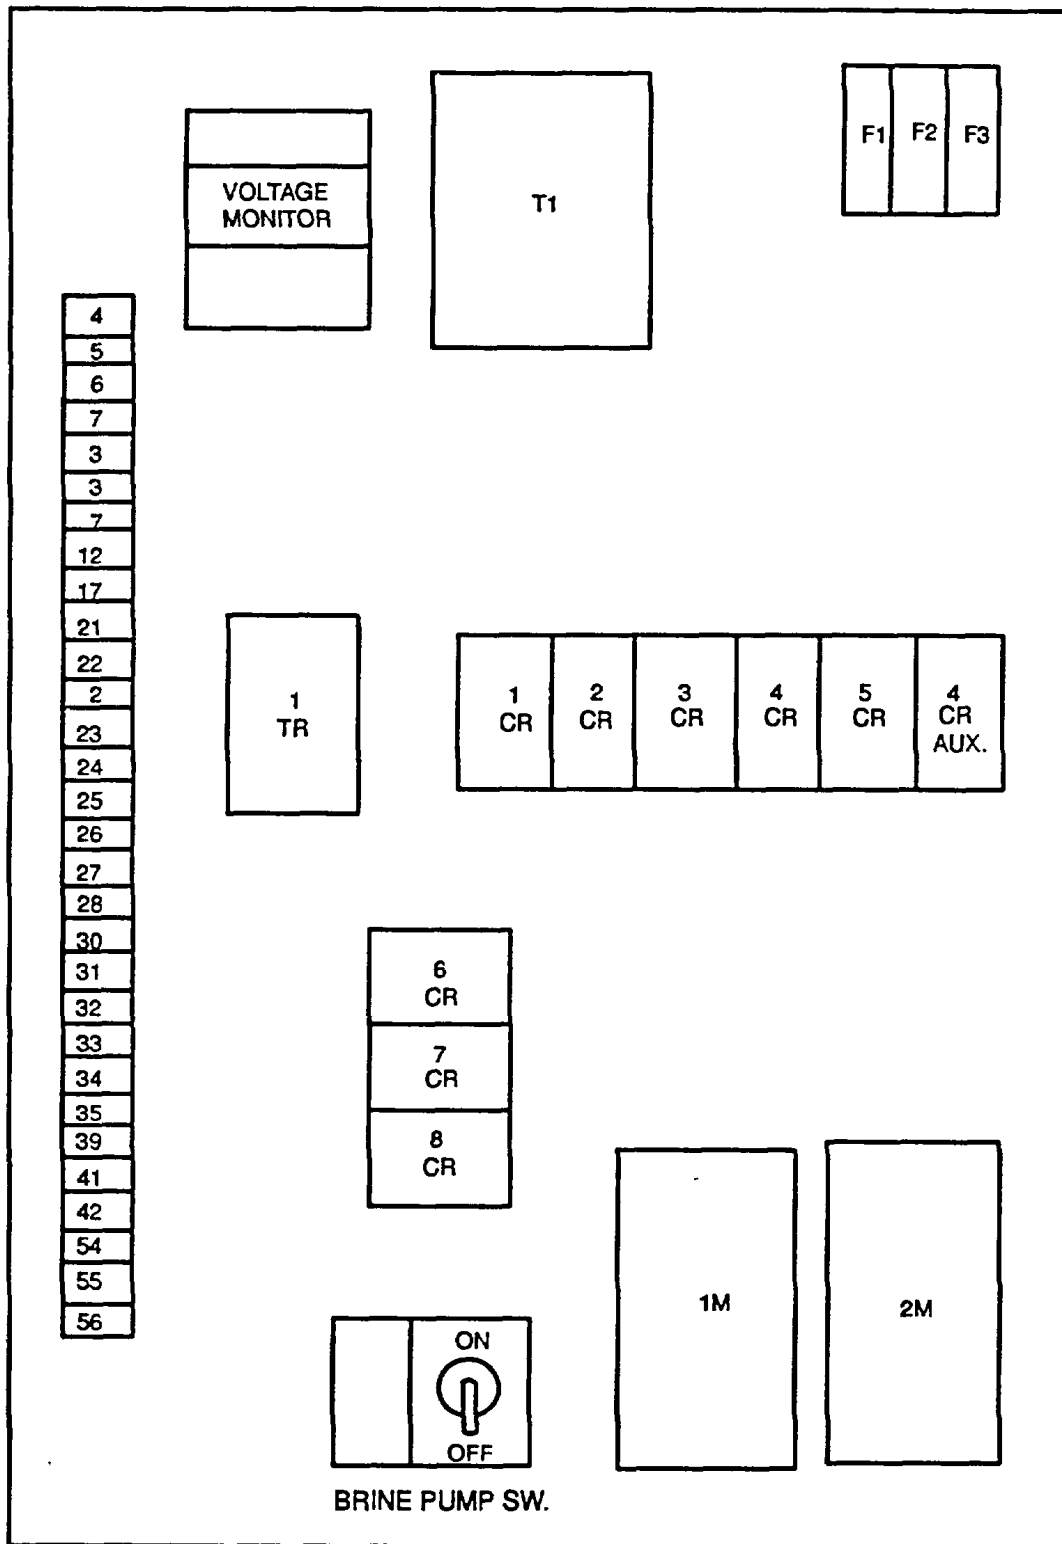 VOLTAGE
MONITOR
T1
F1 F2 F3
4
5
6
7
3
3
7
12
17
21
22
2
23
24
25
26
27
28
30
31
32
33
34
35
39
41
42
54
55
56
1
TR
1
CR
2
CR
3
CR
4
CR
5
CR
4
CR
AUX.
6
CR
7
CR
8
CR
1M
2M
ON
OFF
BRINE PUMP SW.